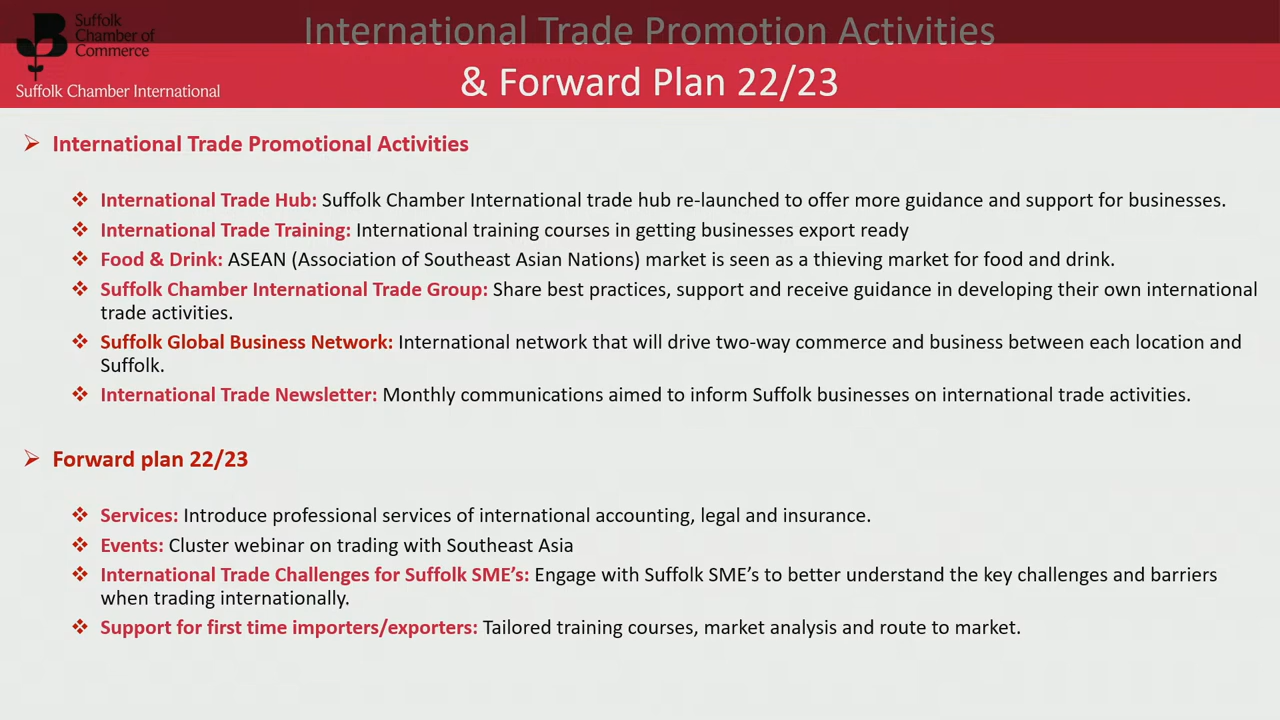 Suffolk
Chamber of
Commerce
Suffolk Chamber International
International Trade Promotion Activities
& Forward Plan 22/23
International Trade Promotional Activities
International Trade Hub: Suffolk Chamber International trade hub re-launched to offer more guidance and support for businesses.
International Trade Training: International training courses in getting businesses export ready
Food & Drink: ASEAN (Association of Southeast Asian Nations) market is seen as a thieving market for food and drink.
Suffolk Chamber International Trade Group: Share best practices, support and receive guidance in developing their own international
trade activities.
Suffolk Global Business Network: International network that will drive two-way commerce and business between each location and
Suffolk.
International Trade Newsletter: Monthly communications aimed to inform Suffolk businesses on international trade activities.
Forward plan 22/23
Services: Introduce professional services of international accounting, legal and insurance.
Events: Cluster webinar on trading with Southeast Asia
International Trade Challenges for Suffolk SME's: Engage with Suffolk SME's to better understand the key challenges and barriers
when trading internationally.
Support for first time importers/exporters: Tailored training courses, market analysis and route to market.